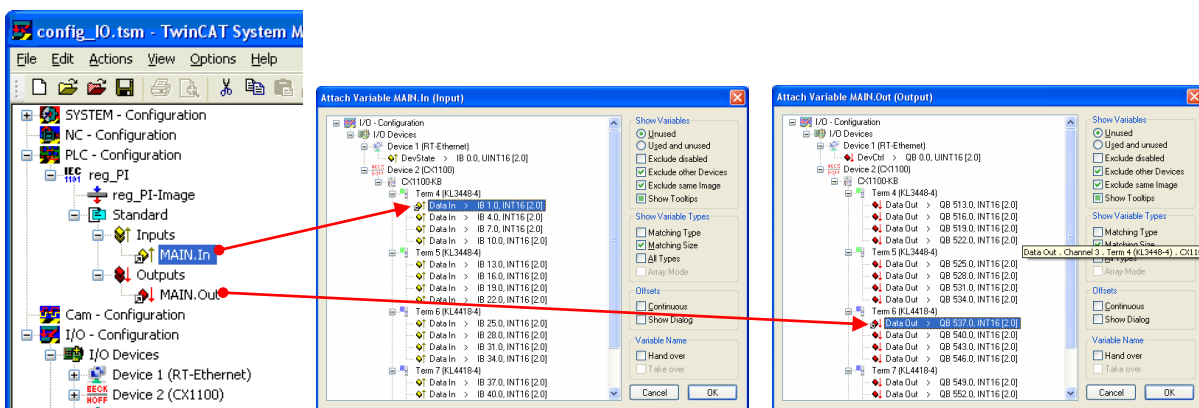 config_IO.tsm - TwinCAT System M
File Edit Actions View Options Help
SYSTEM - Configuration
NC - Configuration
PLC - Configuration
IEC
1131
reg_PI
reg_PI-Image
Standard
Inputs
MAIN.In
Outputs
MAIN.Out
Cam - Configuration
I/O - Configuration
I/O Devices
Device 1 (RT-Ethernet)
BECK
HOFF
Device 2 (CX1100)
Attach Variable MAIN.In (Input)
I/O - Configuration
I/O Devices
Device 1 (RT-Ethernet)
DevState > IB 0.0, UINT16 [2.0]
Device 2 (CX1100)
CX1100-KB
Term 4 (KL3448-4)
Data In > IB 1.0, INT16 [2.0]
Data In > IB 4.0, INT16 [2.0]
Data In > IB 7.0, INT16 [2.0]
Data In > IB 10.0, INT16 [2.0]
Term 5 (KL3448-4)
Data In > IB 13.0, INT16 [2.0]
Data In > IB 16.0, INT16 [2.0]
Data In > IB 19.0, INT16 [2.0]
Data In > IB 22.0, INT16 [2.0]
Term 6 (KL4418-4)
Data In > IB 25.0, INT16 [2.0]
Data In > IB 28.0, INT16 [2.0]
Data In > IB 31.0, INT16 [2.0]
Data In > IB 34.0, INT16 [2.0]
Term 7 (KL4418-4)
Data In > IB 37.0, INT16 [2.0]
Data In > IB 40.0, INT16 [2.0]
Show Variables
Unused
Used and unused
Exclude disabled
Exclude other Devices
Exclude same Image
Show Tooltips
Show Variable Types
Matching Type
Matching Size
All Types
Array Mode
Offsets
Continuous
Show Dialog
Variable Name
Hand over
Take over
Cancel OK
Attach Variable MAIN.Out (Output)
I/O - Configuration
I/O Devices
Device 1 (RT-Ethernet)
DevCtrl > QB 0.0, UINT16 [2.0]
Device 2 (CX1100)
CX1100-KB
Term 4 (KL3448-4)
Data Out > QB 513.0, INT16 [2.0]
Data Out > QB 516.0, INT16 [2.0]
Data Out > QB 519.0, INT16 [2.0]
Data Out > QB 522.0, INT16 [2.0]
Term 5 (KL3448-4)
Data Out > QB 525.0, INT16 [2.0]
Data Out > QB 528.0, INT16 [2.0]
Data Out > QB 531.0, INT16 [2.0]
Data Out > QB 534.0, INT16 [2.0]
Term 6 (KL4418-4)
Data Out > QB 537.0, INT16 [2.0]
Data Out > QB 540.0, INT16 [2.0]
Data Out > QB 543.0, INT16 [2.0]
Data Out > QB 546.0, INT16 [2.0]
Term 7 (KL4418-4)
Data Out > QB 549.0, INT16 [2.0]
Data Out > QB 552.0, INT16 [2.0]
Show Variables
Unused
Used and unused
Exclude disabled
Exclude other Devices
Exclude same Image
Show Tooltips
Show Variable Types
Matching Type
Matching Size
Data Out . Channel 3 . Term 4 (KL3448-4) . CX11
All Types
Array Mode
Offsets
Continuous
Show Dialog
Variable Name
Hand over
Take over
Cancel OK